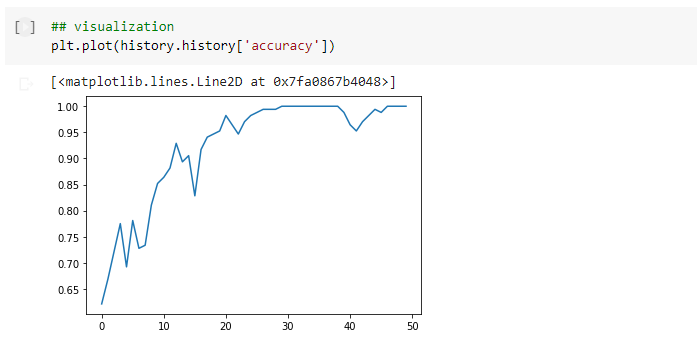 [ ] ## visualization
plt.plot(history.history['accuracy'])
[<matplotlib.lines.Line2D at 0x7fa0867b4048>]
1.00
0.95
0.90
0.85
0.80
0.75
0.70
0.65
0 10 20 30 40 50